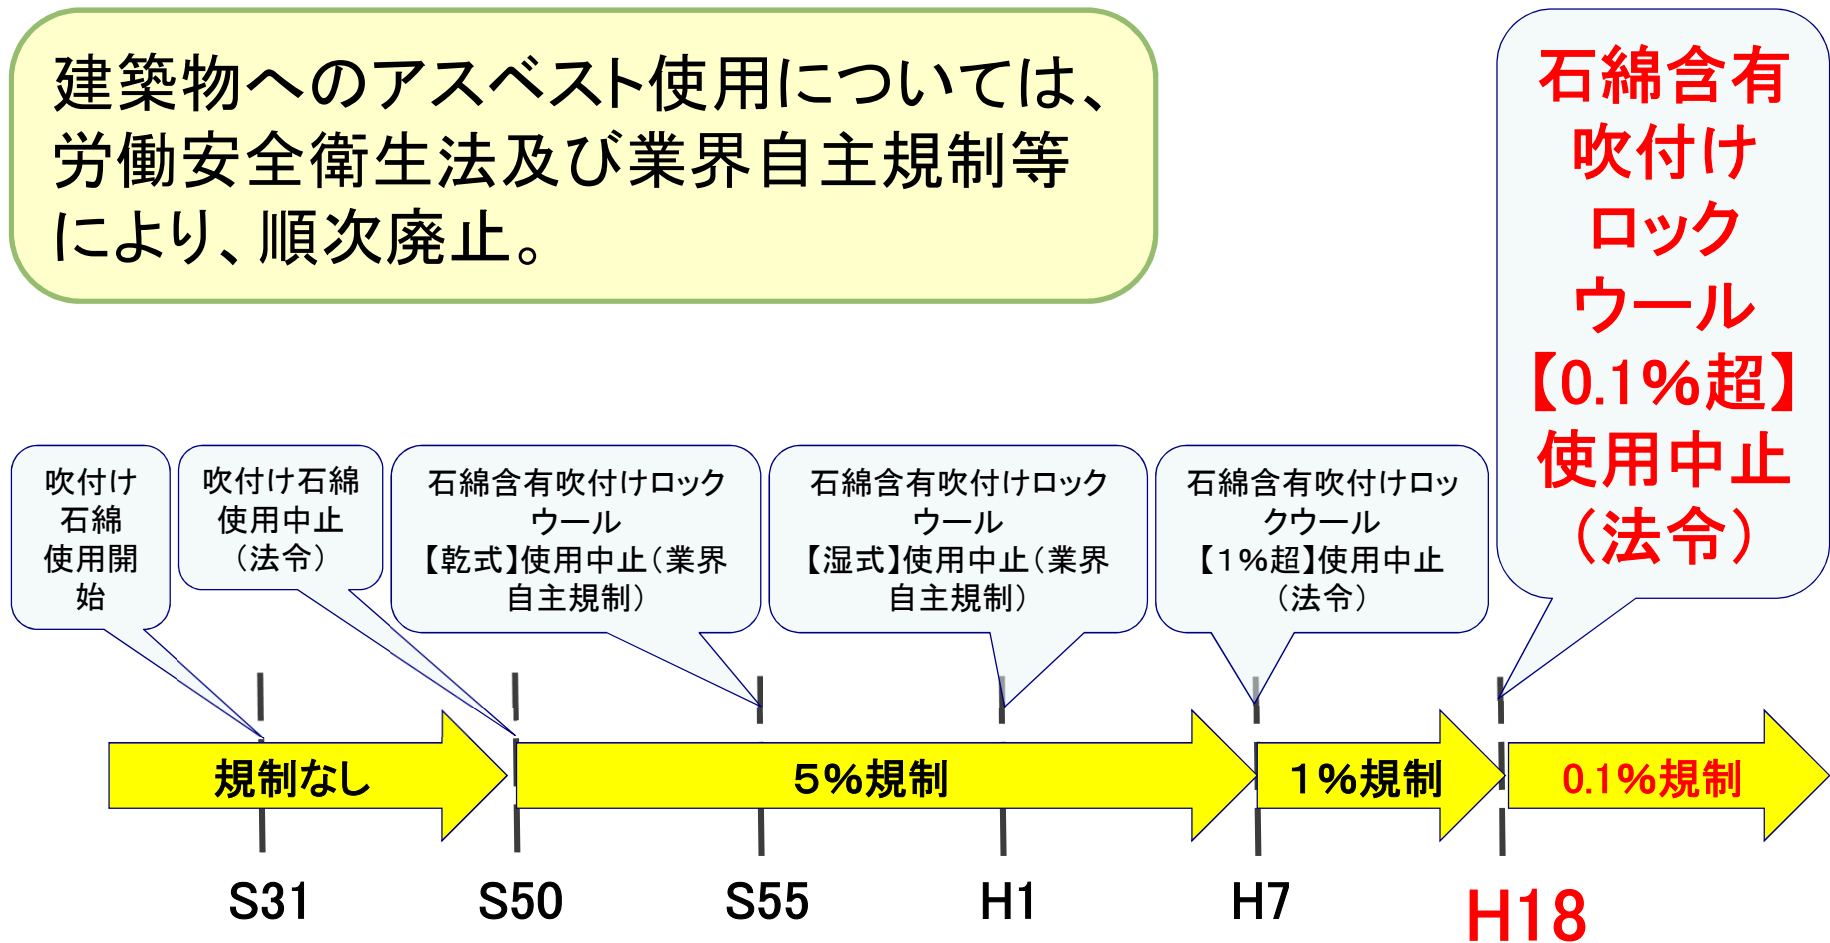 建築物へのアスベスト使用については、
労働安全衛生法及び業界自主規制等
により、順次廃止。
石綿含有
吹付け
ロック
ウール
【0.1%超】
使用中止
（法令）
吹付け
石綿
使用開
始
吹付け石綿
使用中止
（法令）
石綿含有吹付けロック
ウール
【乾式】使用中止（業界
自主規制）
石綿含有吹付けロック
ウール
【湿式】使用中止（業界
自主規制）
石綿含有吹付けロッ
クウール
【１%超】使用中止
（法令）
規制なし
５%規制
１%規制
0.1%規制
S31
S50
S55
H1
H7
H18